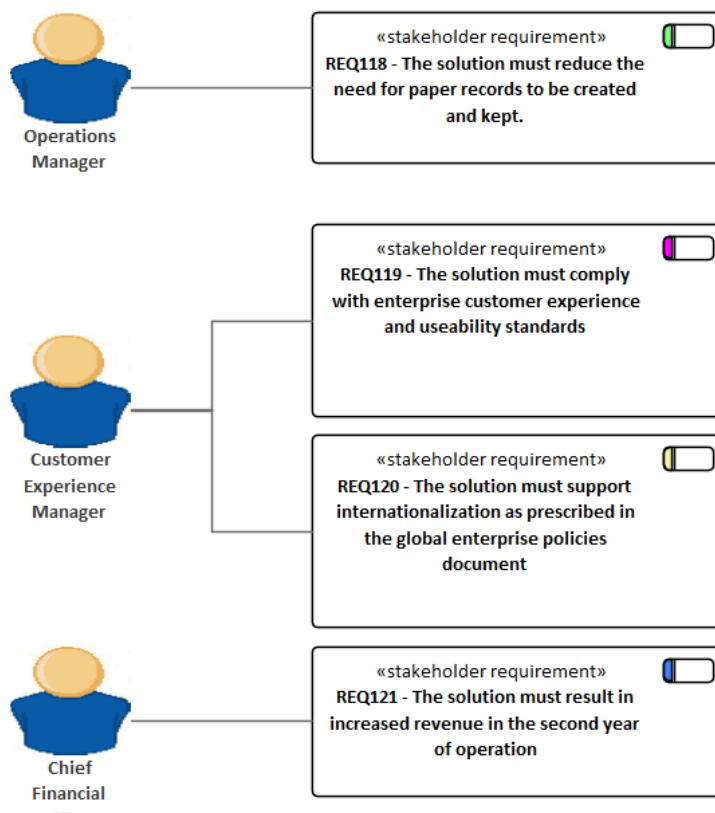 Operations
Manager
«stakeholder requirement»
REQ118 - The solution must reduce the
need for paper records to be created
and kept.
Customer
Experience
Manager
«stakeholder requirement»
REQ119 - The solution must comply
with enterprise customer experience
and useability standards
«stakeholder requirement»
REQ120 - The solution must support
internationalization as prescribed in
the global enterprise policies
document
Chief
Financial
«stakeholder requirement»
REQ121 - The solution must result in
increased revenue in the second year
of operation